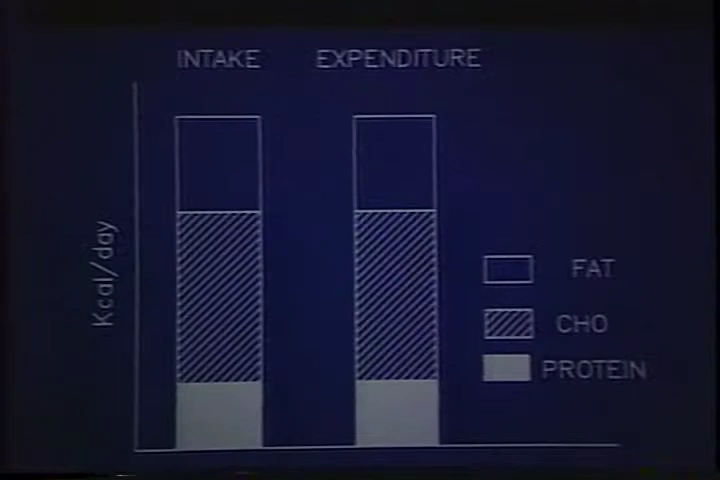 INTAKE EXPENDITURE
Kcal/day
FAT
CHO
PROTEIN